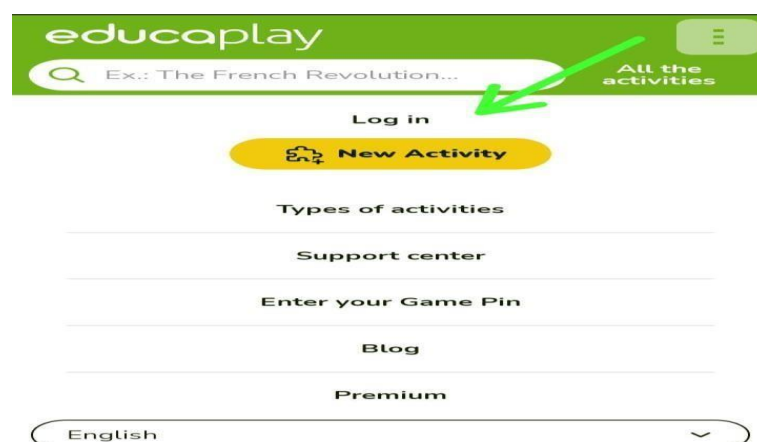 educaplay
Ex.: The French Revolution...
All the
activities
Log in
New Activity
Types of activities
Support center
Enter your Game Pin
Blog
Premium
English